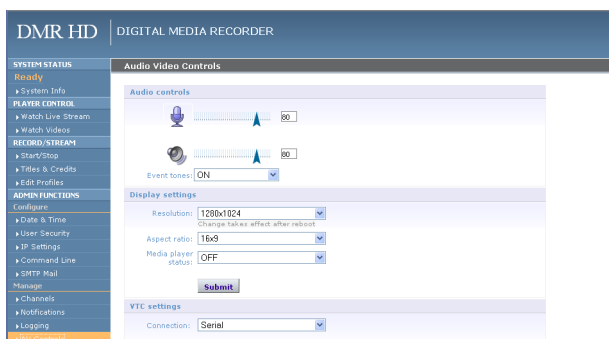 DMR HD
DIGITAL MEDIA RECORDER
SYSTEM STATUS
Ready
System Info
PLAYER CONTROL
Watch Live Stream
Watch Videos
RECORD/STREAM
Start/Stop
Titles & Credits
Edit Profiles
ADMIN FUNCTIONS
Configure
Date & Time
User Security
IP Settings
Command Line
SMTP Mail
Manage
Channels
Notifications
Logging
Audio Video Controls
Audio controls
80
80
Event tones: ON
Display settings
Resolution: 1280x1024
Change takes effect after reboot
Aspect ratio: 16x9
Media player
status: OFF
Submit
VTC settings
Connection: Serial